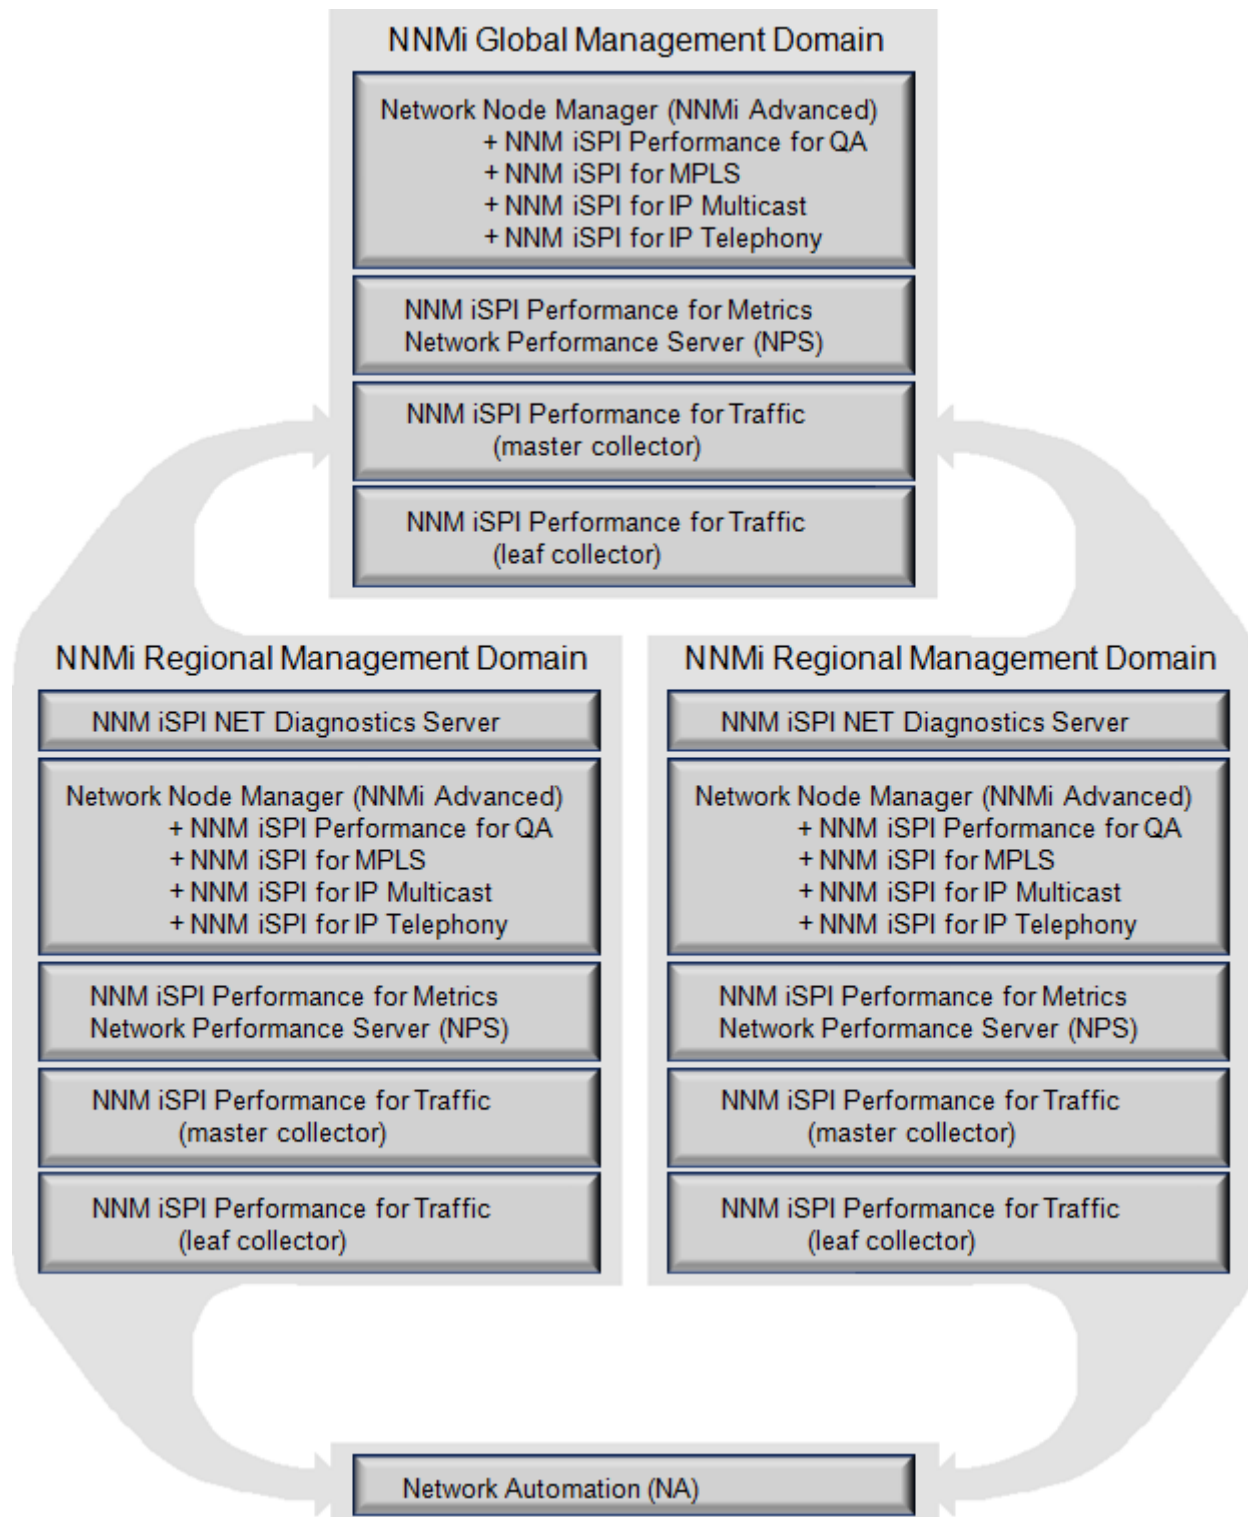 NNMi Global Management Domain
Network Node Manager (NNMi Advanced)
+ NNM iSPI Performance for QA
+ NNM iSPI for MPLS
+ NNM iSPI for IP Multicast
+ NNM iSPI for IP Telephony
NNM iSPI Performance for Metrics
Network Performance Server (NPS)
NNM iSPI Performance for Traffic
(master collector)
NNM iSPI Performance for Traffic
(leaf collector)
NNMi Regional Management Domain
NNM iSPI NET Diagnostics Server
Network Node Manager (NNMi Advanced)
+ NNM iSPI Performance for QA
+ NNM iSPI for MPLS
+ NNM iSPI for IP Multicast
+ NNM iSPI for IP Telephony
NNM iSPI Performance for Metrics
Network Performance Server (NPS)
NNM iSPI Performance for Traffic
(master collector)
NNM iSPI Performance for Traffic
(leaf collector)
NNMi Regional Management Domain
NNM iSPI NET Diagnostics Server
Network Node Manager (NNMi Advanced)
+ NNM iSPI Performance for QA
+ NNM iSPI for MPLS
+ NNM iSPI for IP Multicast
+ NNM iSPI for IP Telephony
NNM iSPI Performance for Metrics
Network Performance Server (NPS)
NNM iSPI Performance for Traffic
(master collector)
NNM iSPI Performance for Traffic
(leaf collector)
Network Automation (NA)